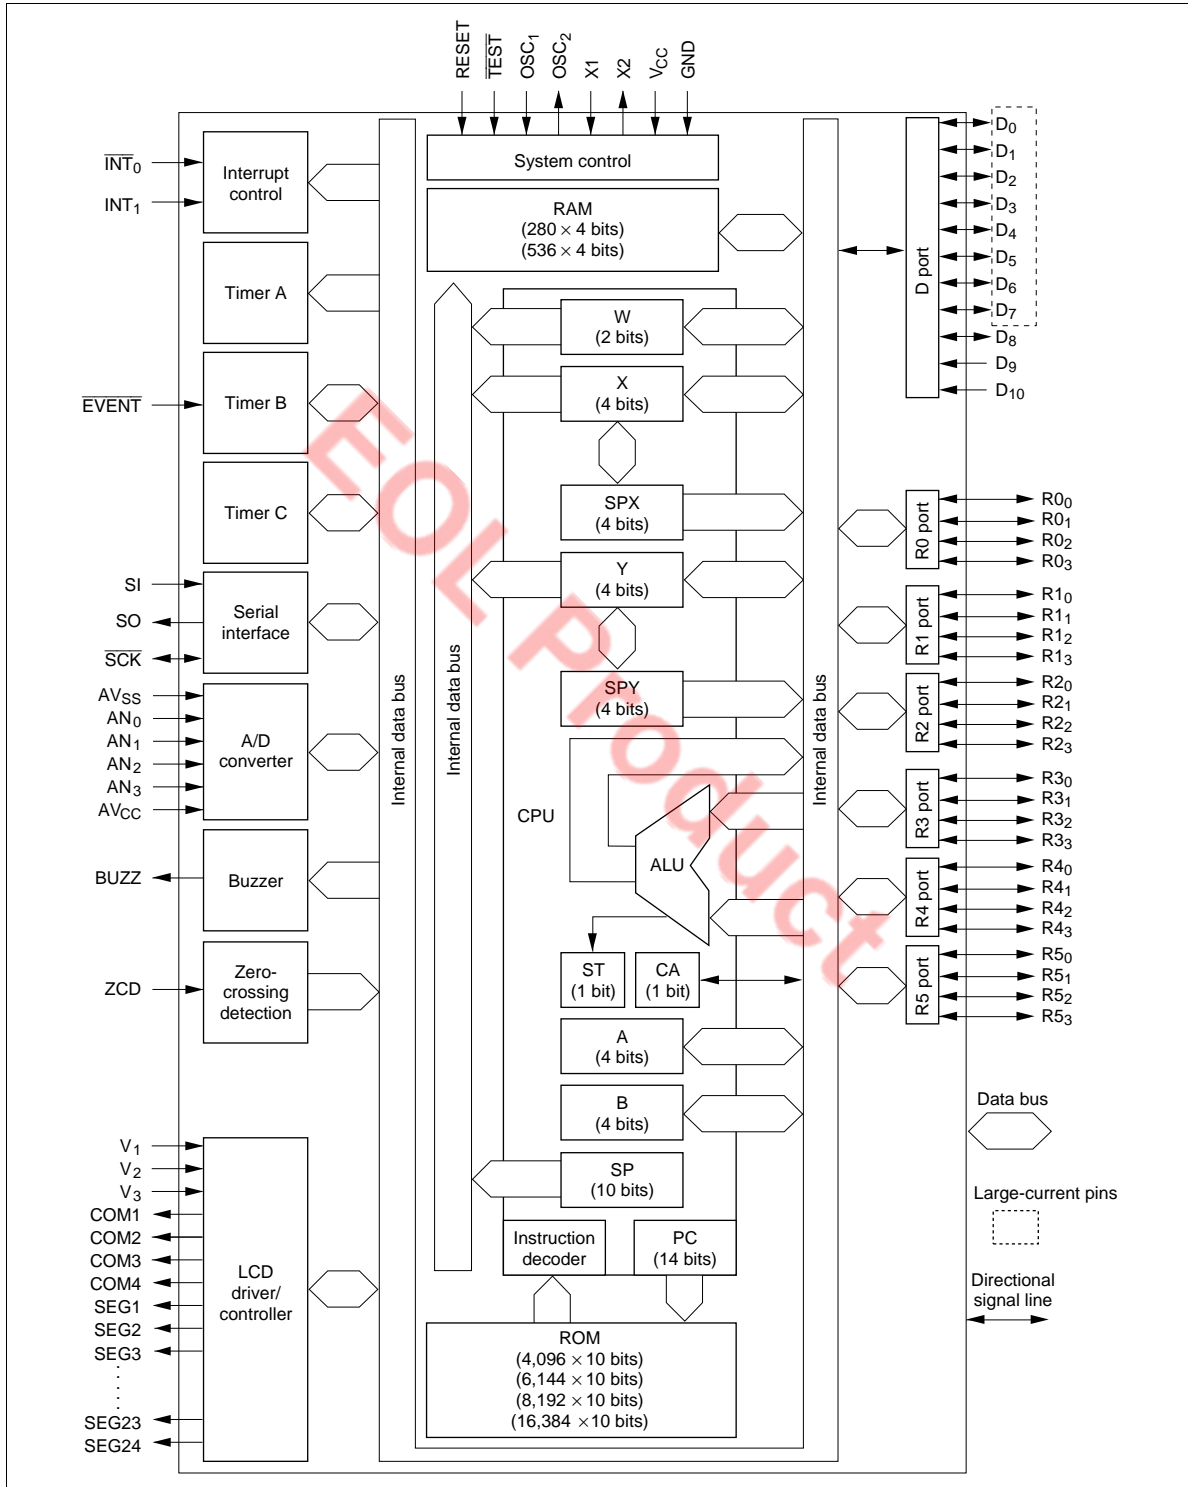 RESET
TEST
OSC1
OSC2
X1
X2
VCC
GND
System control
RAM
(280 × 4 bits)
(536 × 4 bits)
INT0
INT1
Interrupt
control
Timer A
EVENT
Timer B
Timer C
SI
SO
SCK
Serial
interface
AVSS
AN0
AN1
AN2
AN3
AVCC
A/D
converter
BUZZ
Buzzer
ZCD
Zero-
crossing
detection
V1
V2
V3
COM1
COM2
COM3
COM4
SEG1
SEG2
SEG3
SEG23
SEG24
LCD
driver/
controller
Internal data bus
Internal data bus
Internal data bus
W
(2 bits)
X
(4 bits)
SPX
(4 bits)
Y
(4 bits)
SPY
(4 bits)
CPU
ALU
ST
(1 bit)
CA
(1 bit)
A
(4 bits)
B
(4 bits)
SP
(10 bits)
Instruction
decoder
PC
(14 bits)
ROM
(4,096 × 10 bits)
(6,144 × 10 bits)
(8,192 × 10 bits)
(16,384 × 10 bits)
D port
D0
D1
D2
D3
D4
D5
D6
D7
D8
D9
D10
R0 port
R00
R01
R02
R03
R1 port
R10
R11
R12
R13
R2 port
R20
R21
R22
R23
R3 port
R30
R31
R32
R33
R4 port
R40
R41
R42
R43
R5 port
R50
R51
R52
R53
Data bus
Large-current pins
Directional
signal line
EOL Product